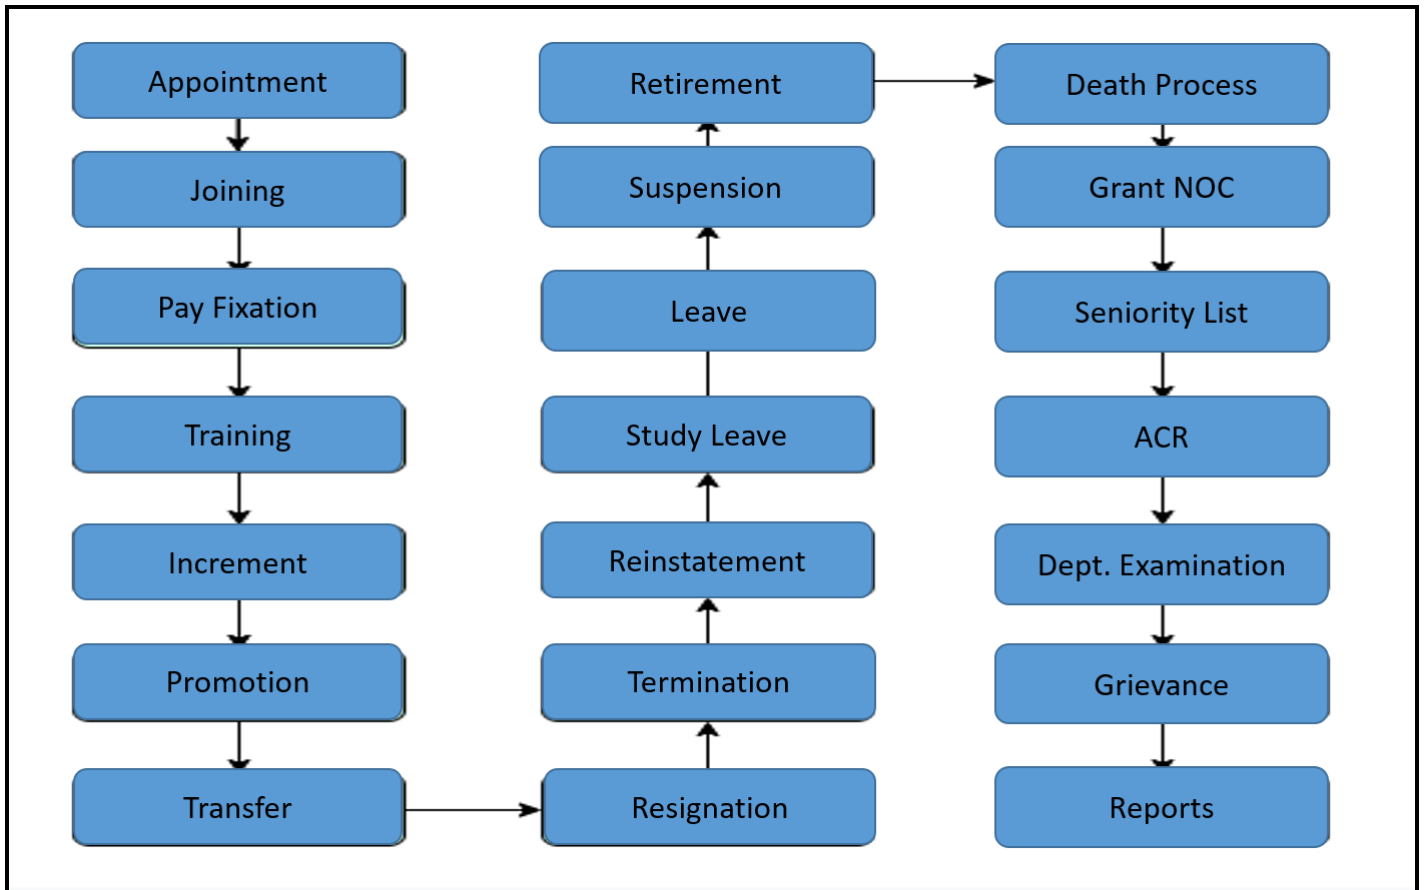 Appointment
Joining
Pay Fixation
Training
Increment
Promotion
Transfer
Resignation
Termination
Reinstatement
Study Leave
Leave
Suspension
Retirement
Death Process
Grant NOC
Seniority List
ACR
Dept. Examination
Grievance
Reports